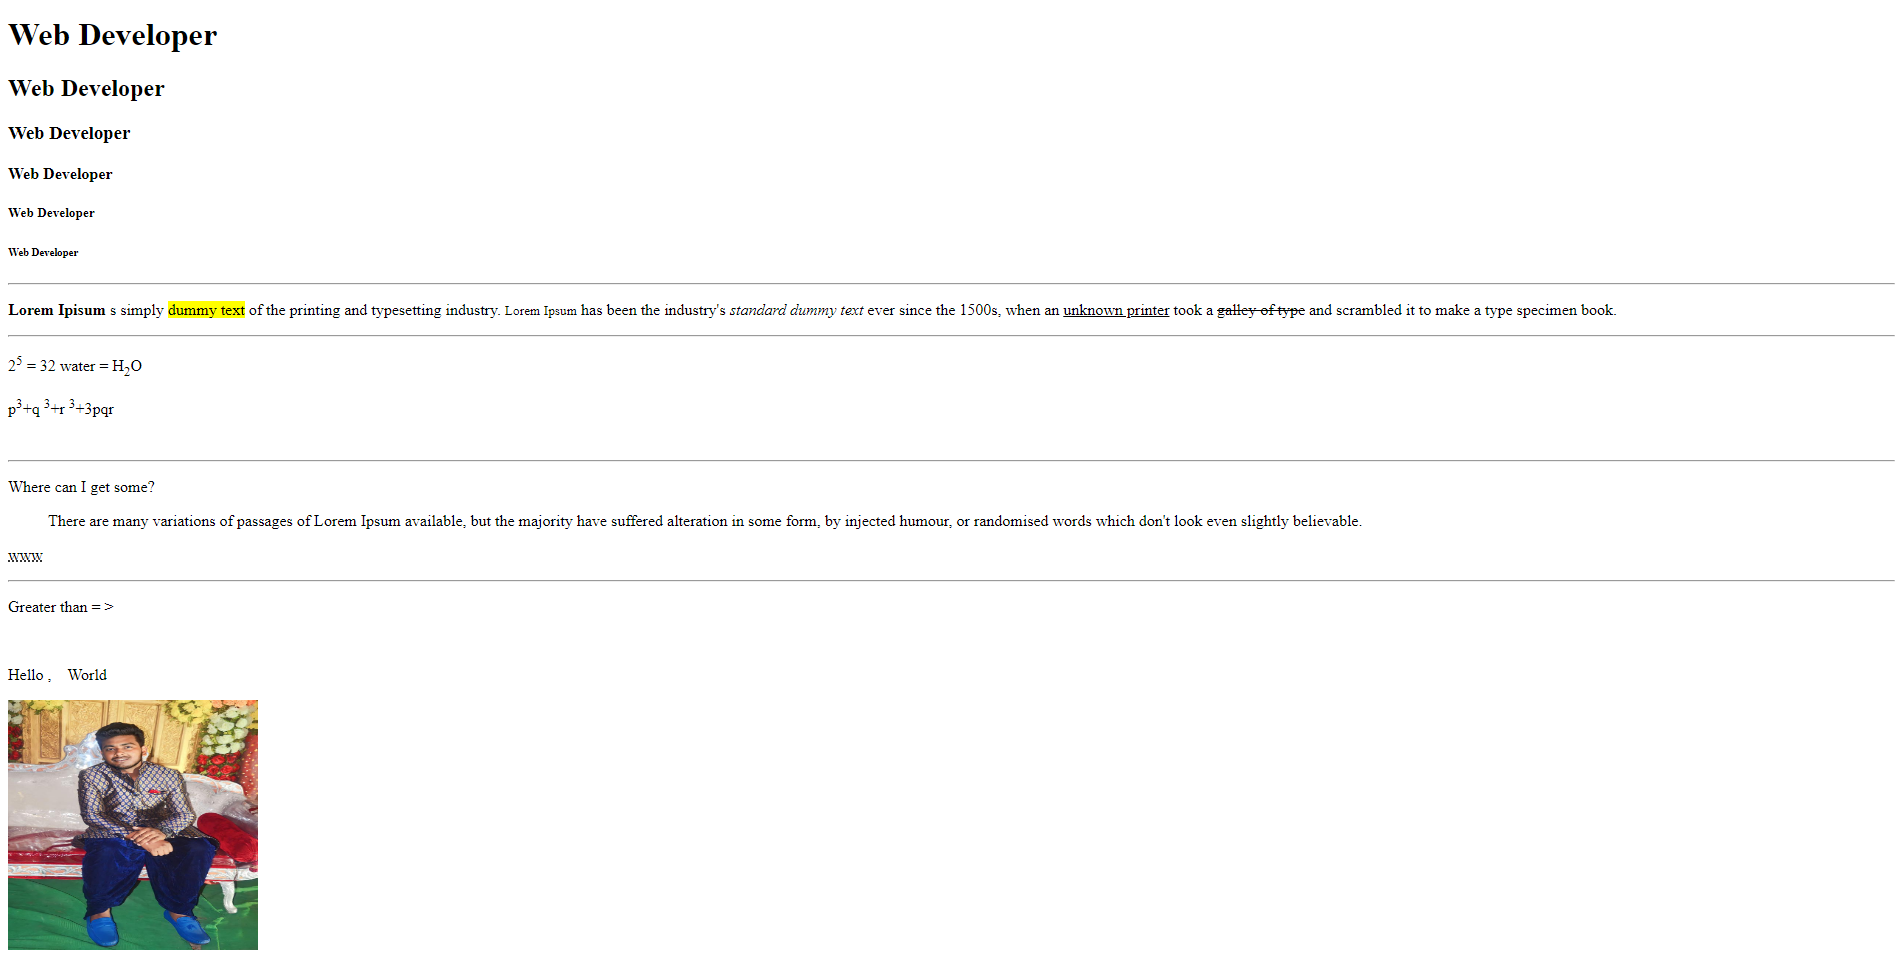 Web Developer
Web Developer
Web Developer
Web Developer
Web Developer
Web Developer
Lorem Ipisum s simply dummy text of the printing and typesetting industry. Lorem Ipsum has been the industry's standard dummy text ever since the 1500s, when an unknown printer took a galley of type and scrambled it to make a type specimen book.
2⁵ = 32 water = H₂O
p³+q ³+r ³+3pqr
Where can I get some?
There are many variations of passages of Lorem Ipsum available, but the majority have suffered alteration in some form, by injected humour, or randomised words which don't look even slightly believable.
WWW
Greater than = >
Hello ,    World